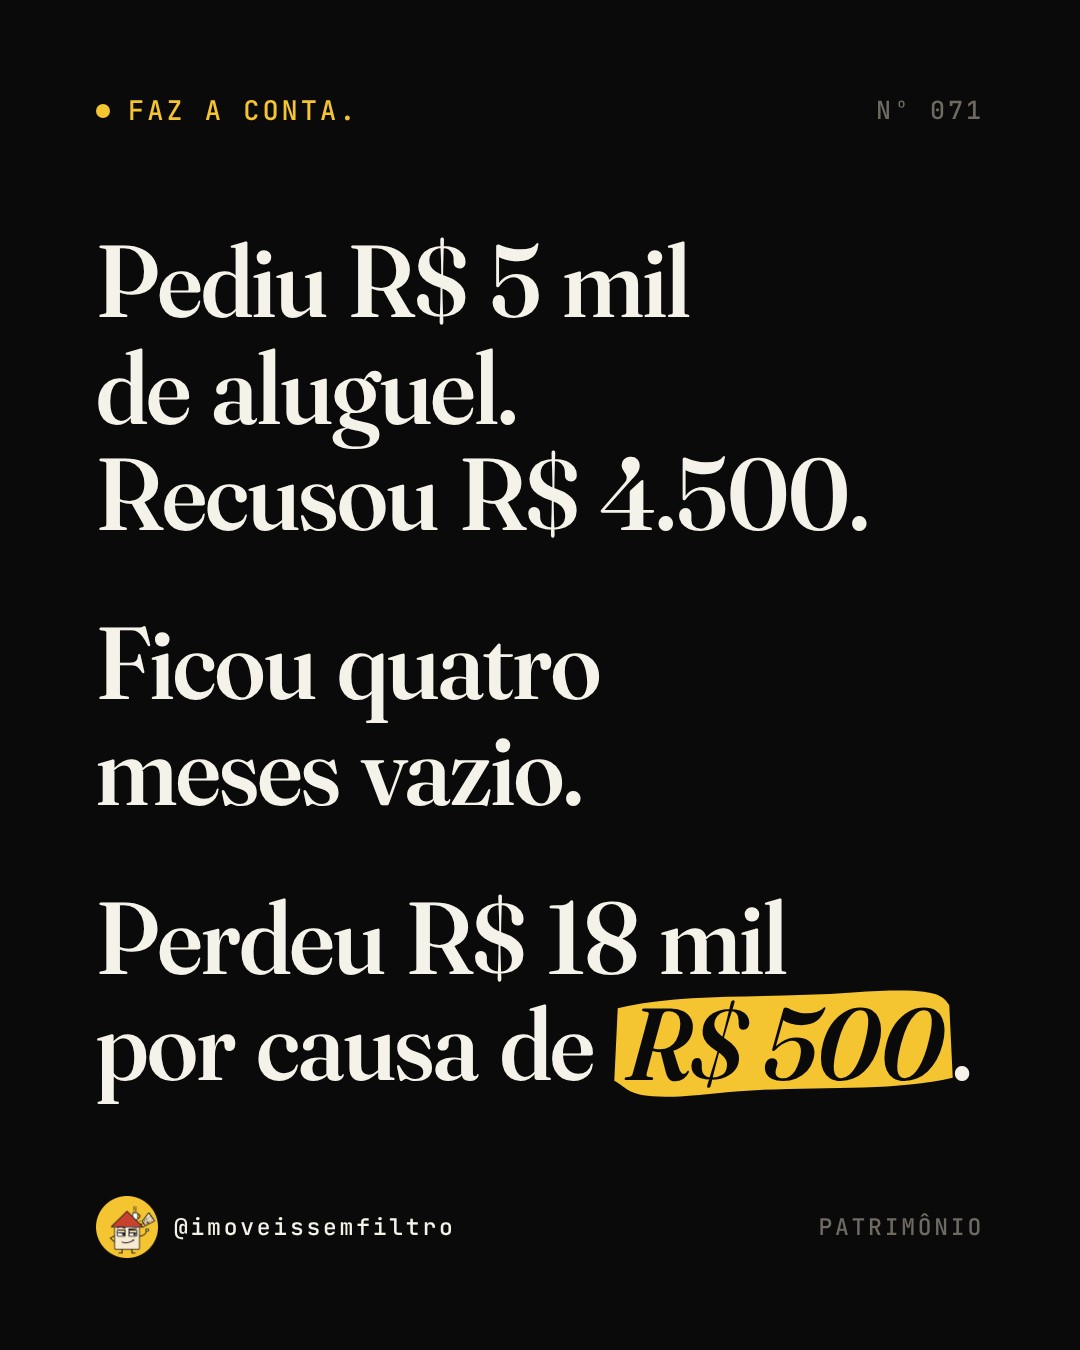 FAZ A CONTA.
Nº 071
Pediu R$ 5 mil
de aluguel.
Recusou R$ 4.500.
Ficou quatro
meses vazio.
Perdeu R$ 18 mil
por causa de R$ 500.
@imoveissemfiltro
PATRIMÔNIO